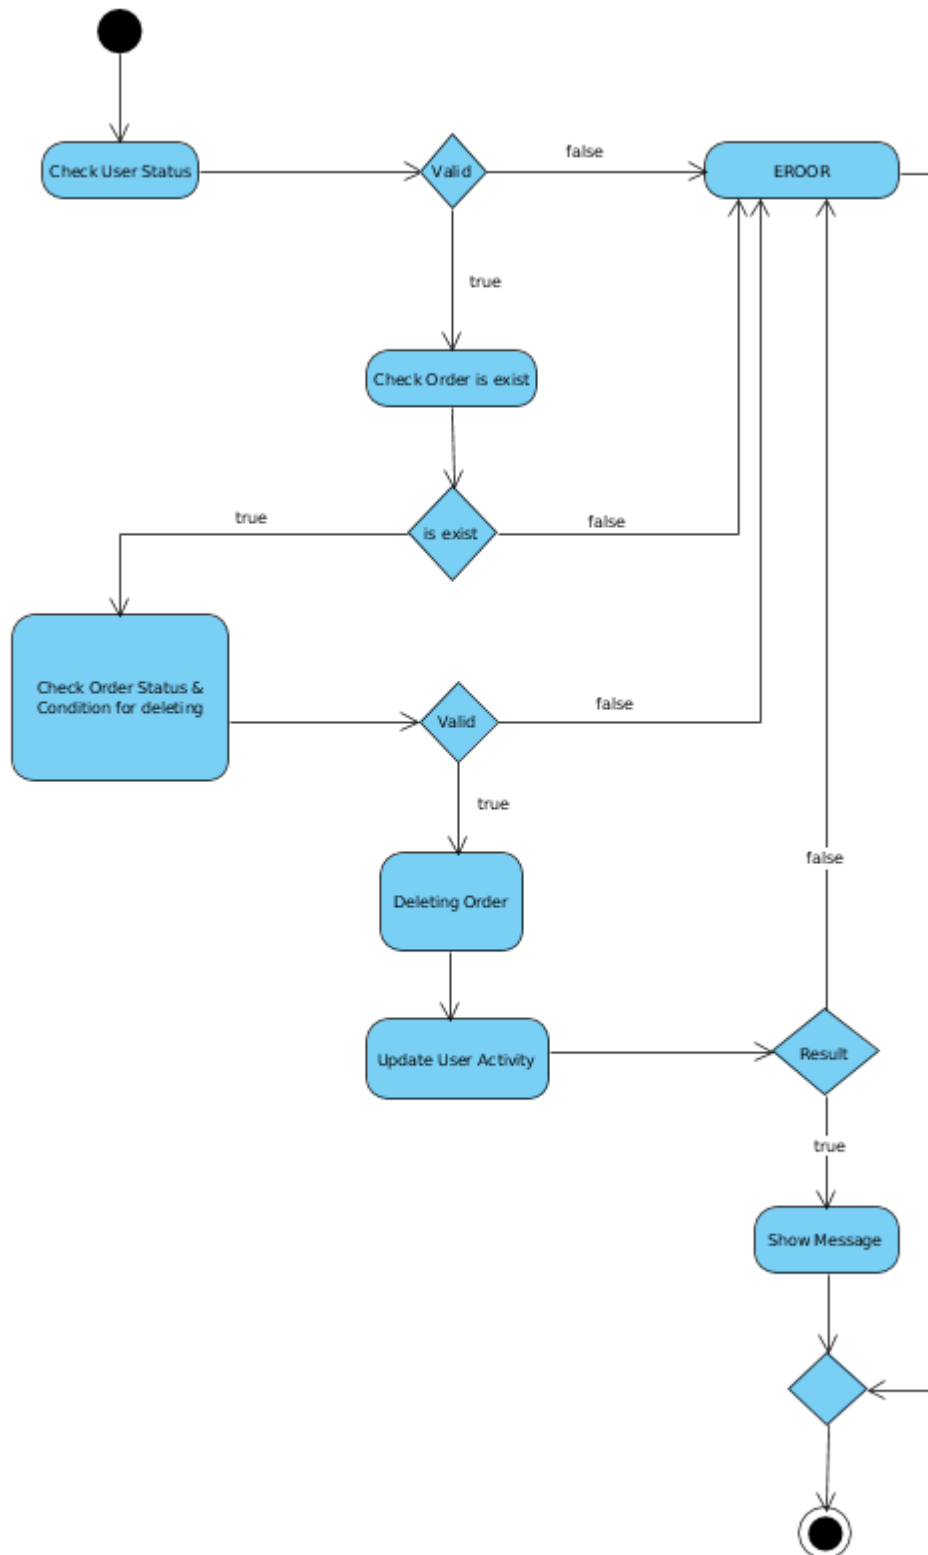 Check User Status
Valid
false
EROOR
true
Check Order is exist
true
is exist
false
Check Order Status &
Condition for deleting
Valid
false
true
false
Deleting Order
Update User Activity
Result
true
Show Message